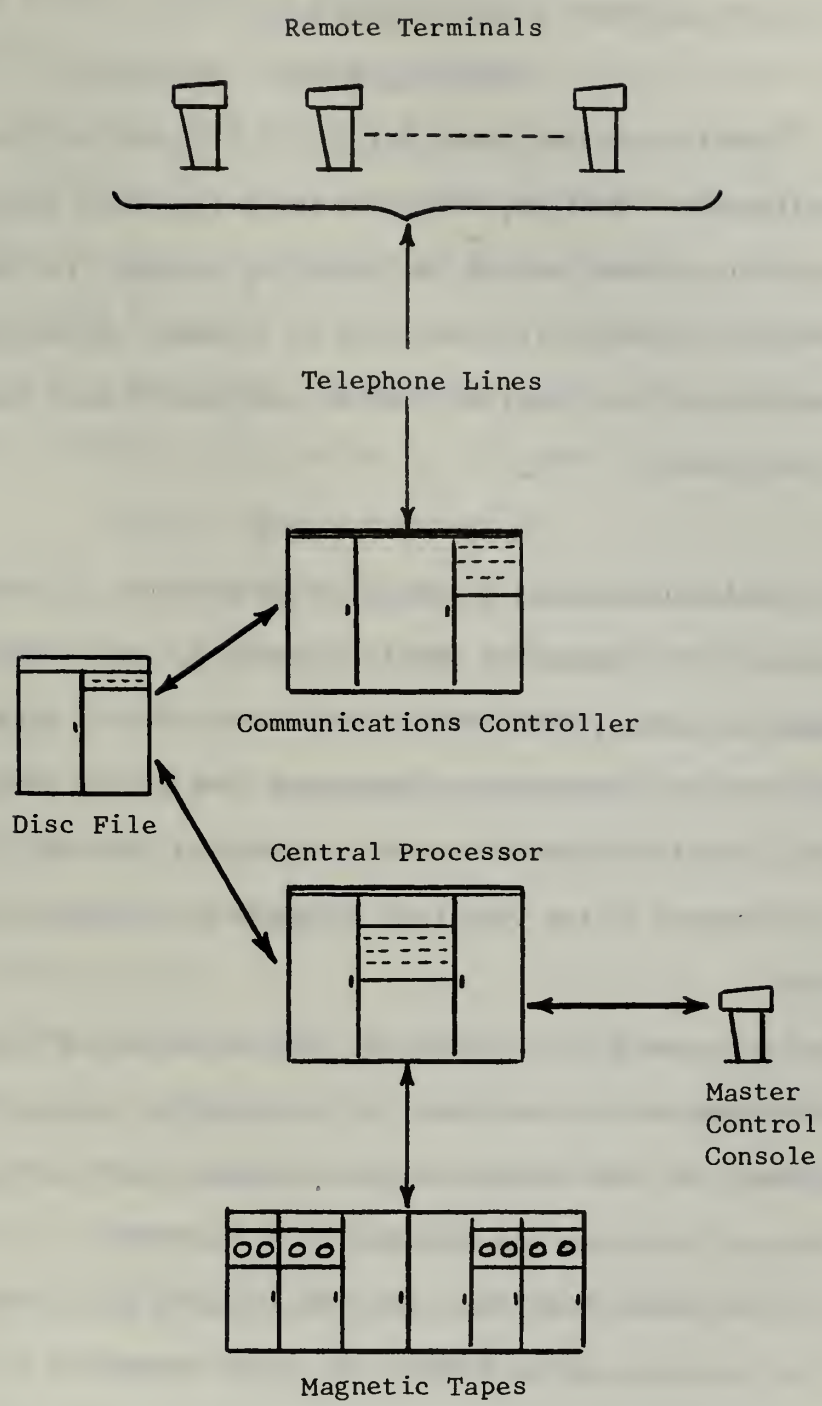 Remote Terminals
Telephone Lines
Communications Controller
Disc File
Central Processor
Master
Control
Console
Magnetic Tapes